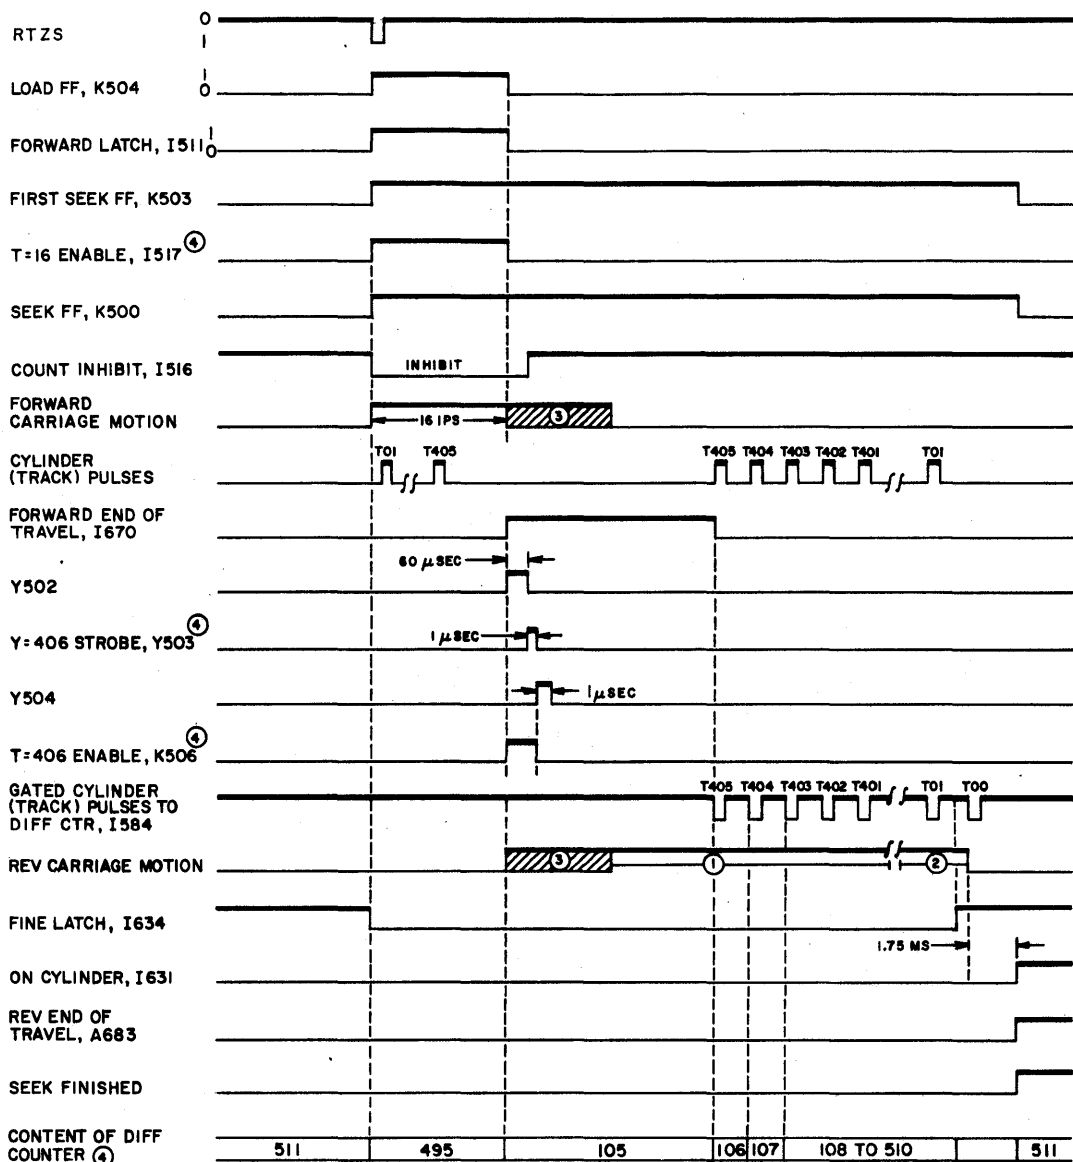 RTZS
0
1
LOAD FF, K504
1
0
FORWARD LATCH, I511
1
0
FIRST SEEK FF, K503
T=16 ENABLE, I517 ④
SEEK FF, K500
COUNT INHIBIT, I516
INHIBIT
FORWARD
CARRIAGE MOTION
16 IPS
③
CYLINDER
(TRACK) PULSES
T01 T405 T405 T404 T403 T402 T401 T01
FORWARD END OF
TRAVEL, I670
60 μSEC
Y502
Y=406 STROBE, Y503 ④
1 μSEC
Y504
1 μSEC
T=406 ENABLE, K506 ④
GATED CYLINDER
(TRACK) PULSES TO
DIFF CTR, I584
T405 T404 T403 T402 T401 T01 T00
REV CARRIAGE MOTION
③ ① ②
FINE LATCH, I634
1.75 MS
ON CYLINDER, I631
REV END OF
TRAVEL, A683
SEEK FINISHED
CONTENT OF DIFF
COUNTER ④
511 495 105 106 107 108 TO 510 511